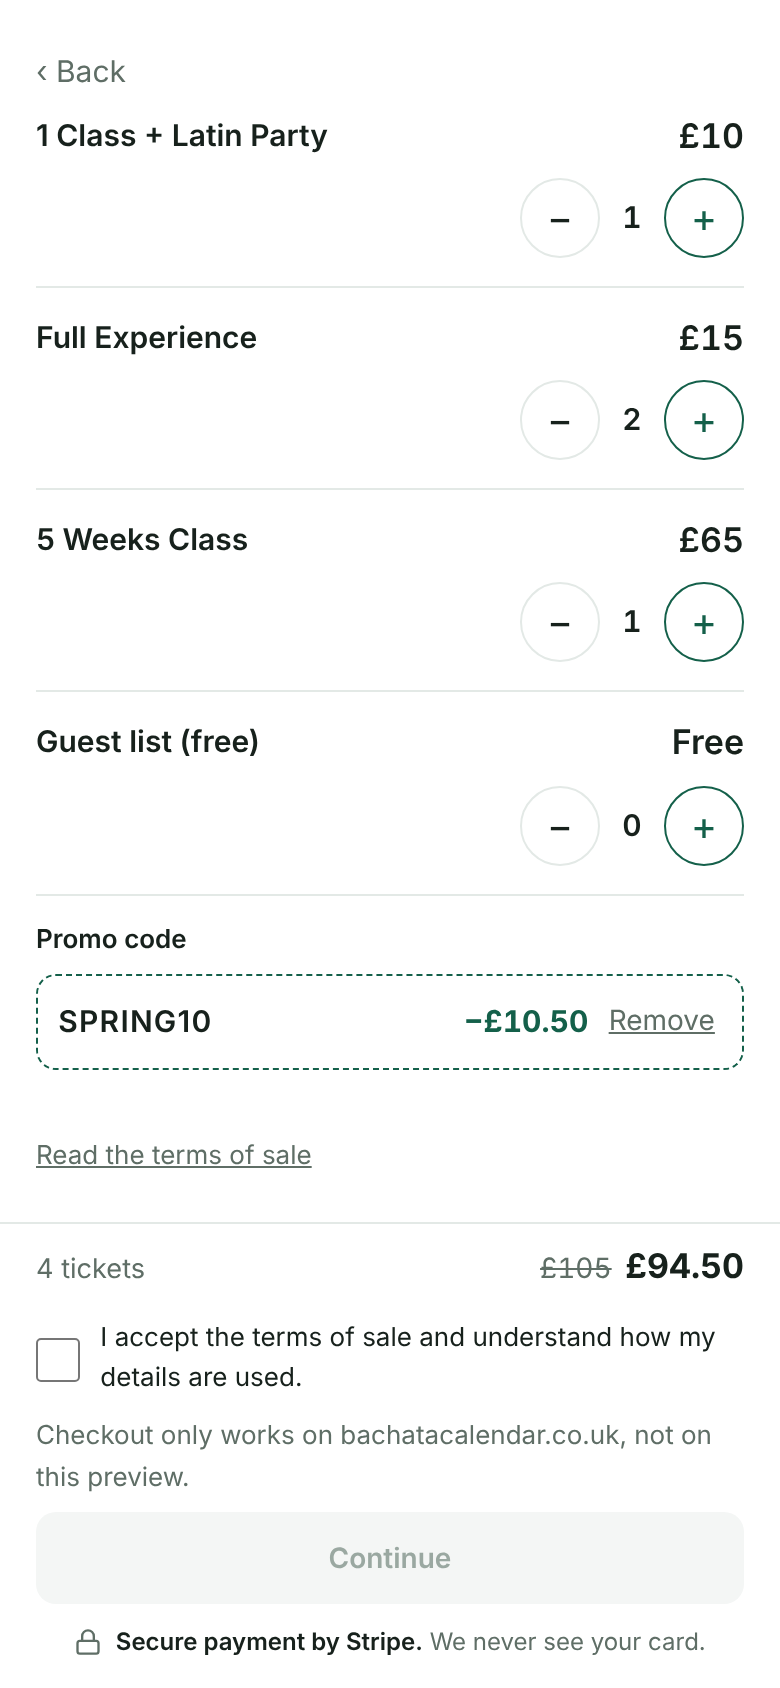 ‹ Back
1 Class + Latin Party £10
− 1 +
Full Experience £15
− 2 +
5 Weeks Class £65
− 1 +
Guest list (free) Free
− 0 +
Promo code
SPRING10 −£10.50 Remove
Read the terms of sale
4 tickets £105 £94.50
I accept the terms of sale and understand how my
details are used.
Checkout only works on bachatacalendar.co.uk, not on
this preview.
Continue
Secure payment by Stripe. We never see your card.